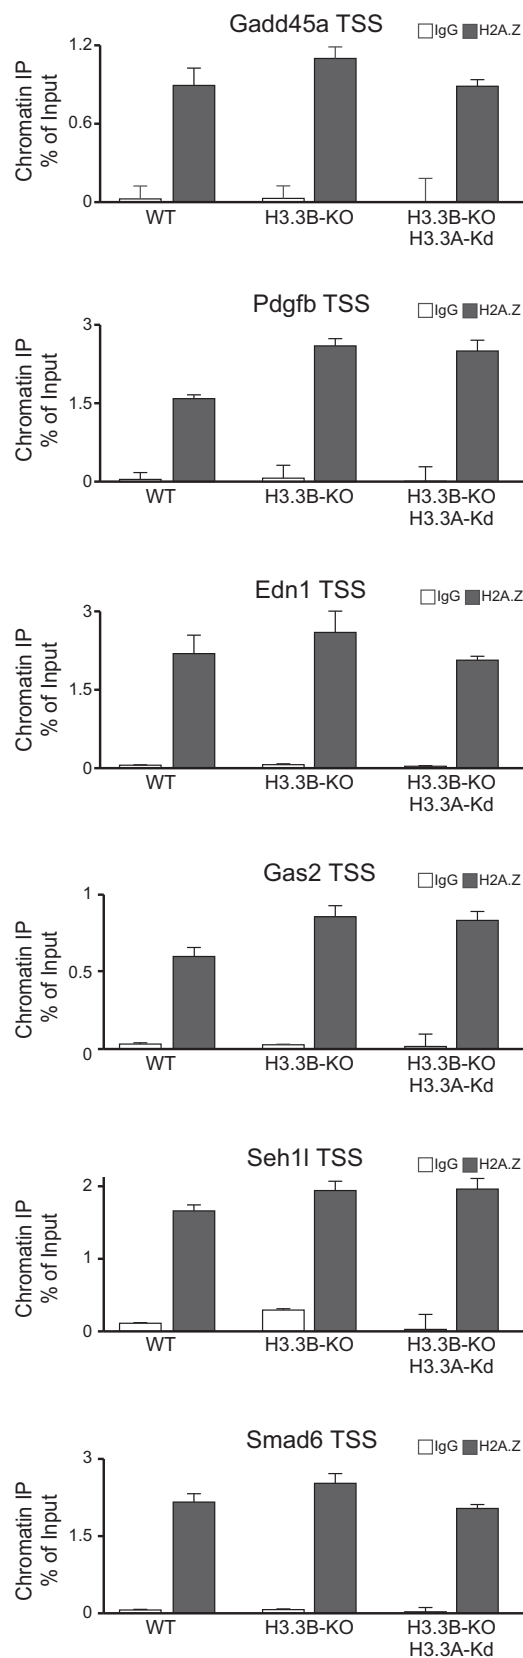 Gadd45a TSS
IgG H2A.Z
Chromatin IP
% of Input
1.2
0.6
0
WT H3.3B-KO H3.3B-KO
H3.3A-Kd
Pdgfb TSS
IgG H2A.Z
Chromatin IP
% of Input
3
1.5
0
WT H3.3B-KO H3.3B-KO
H3.3A-Kd
Edn1 TSS
IgG H2A.Z
Chromatin IP
% of Input
3
1.5
0
WT H3.3B-KO H3.3B-KO
H3.3A-Kd
Gas2 TSS
IgG H2A.Z
Chromatin IP
% of Input
1
0.5
0
WT H3.3B-KO H3.3B-KO
H3.3A-Kd
Seh1l TSS
IgG H2A.Z
Chromatin IP
% of Input
2
1
0
WT H3.3B-KO H3.3B-KO
H3.3A-Kd
Smad6 TSS
IgG H2A.Z
Chromatin IP
% of Input
3
1.5
0
WT H3.3B-KO H3.3B-KO
H3.3A-Kd